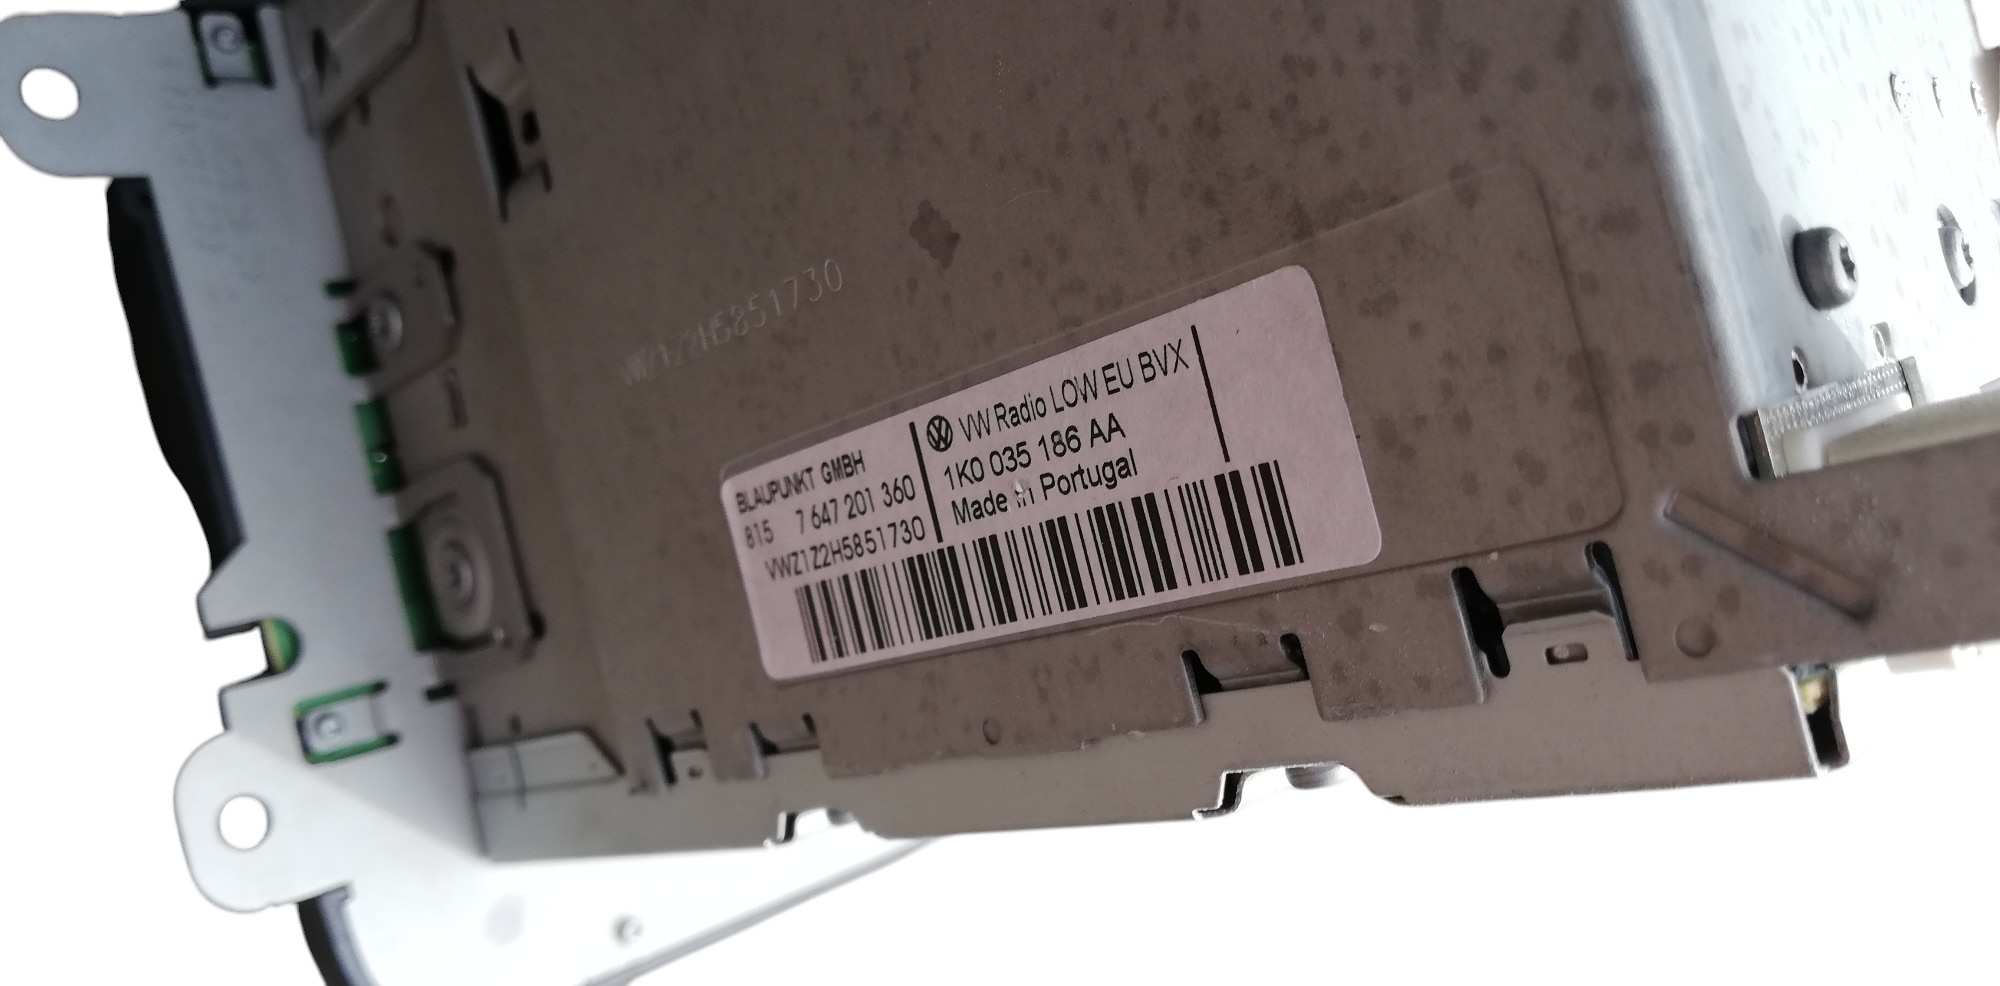 VWZ1Z2H5851730
BLAUPUNKT GMBH
815 7 647 201 360
VWZ1Z2H5851730
VW Radio LOW EU BVX
1K0 035 186 AA
Made in Portugal